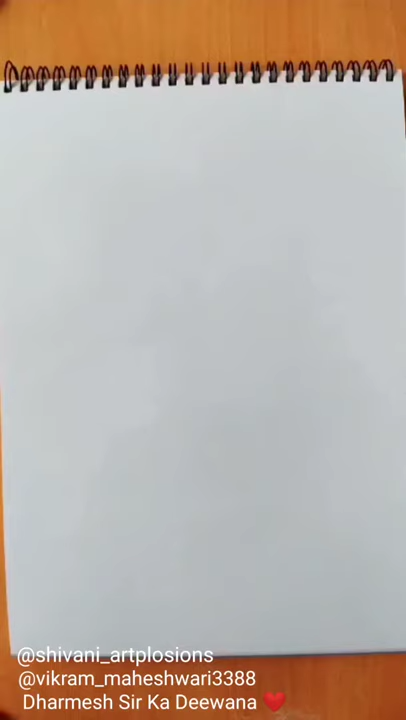 @shivani_artplosions
@vikram_maheshwari3388
Dharmesh Sir Ka Deewana ❤️